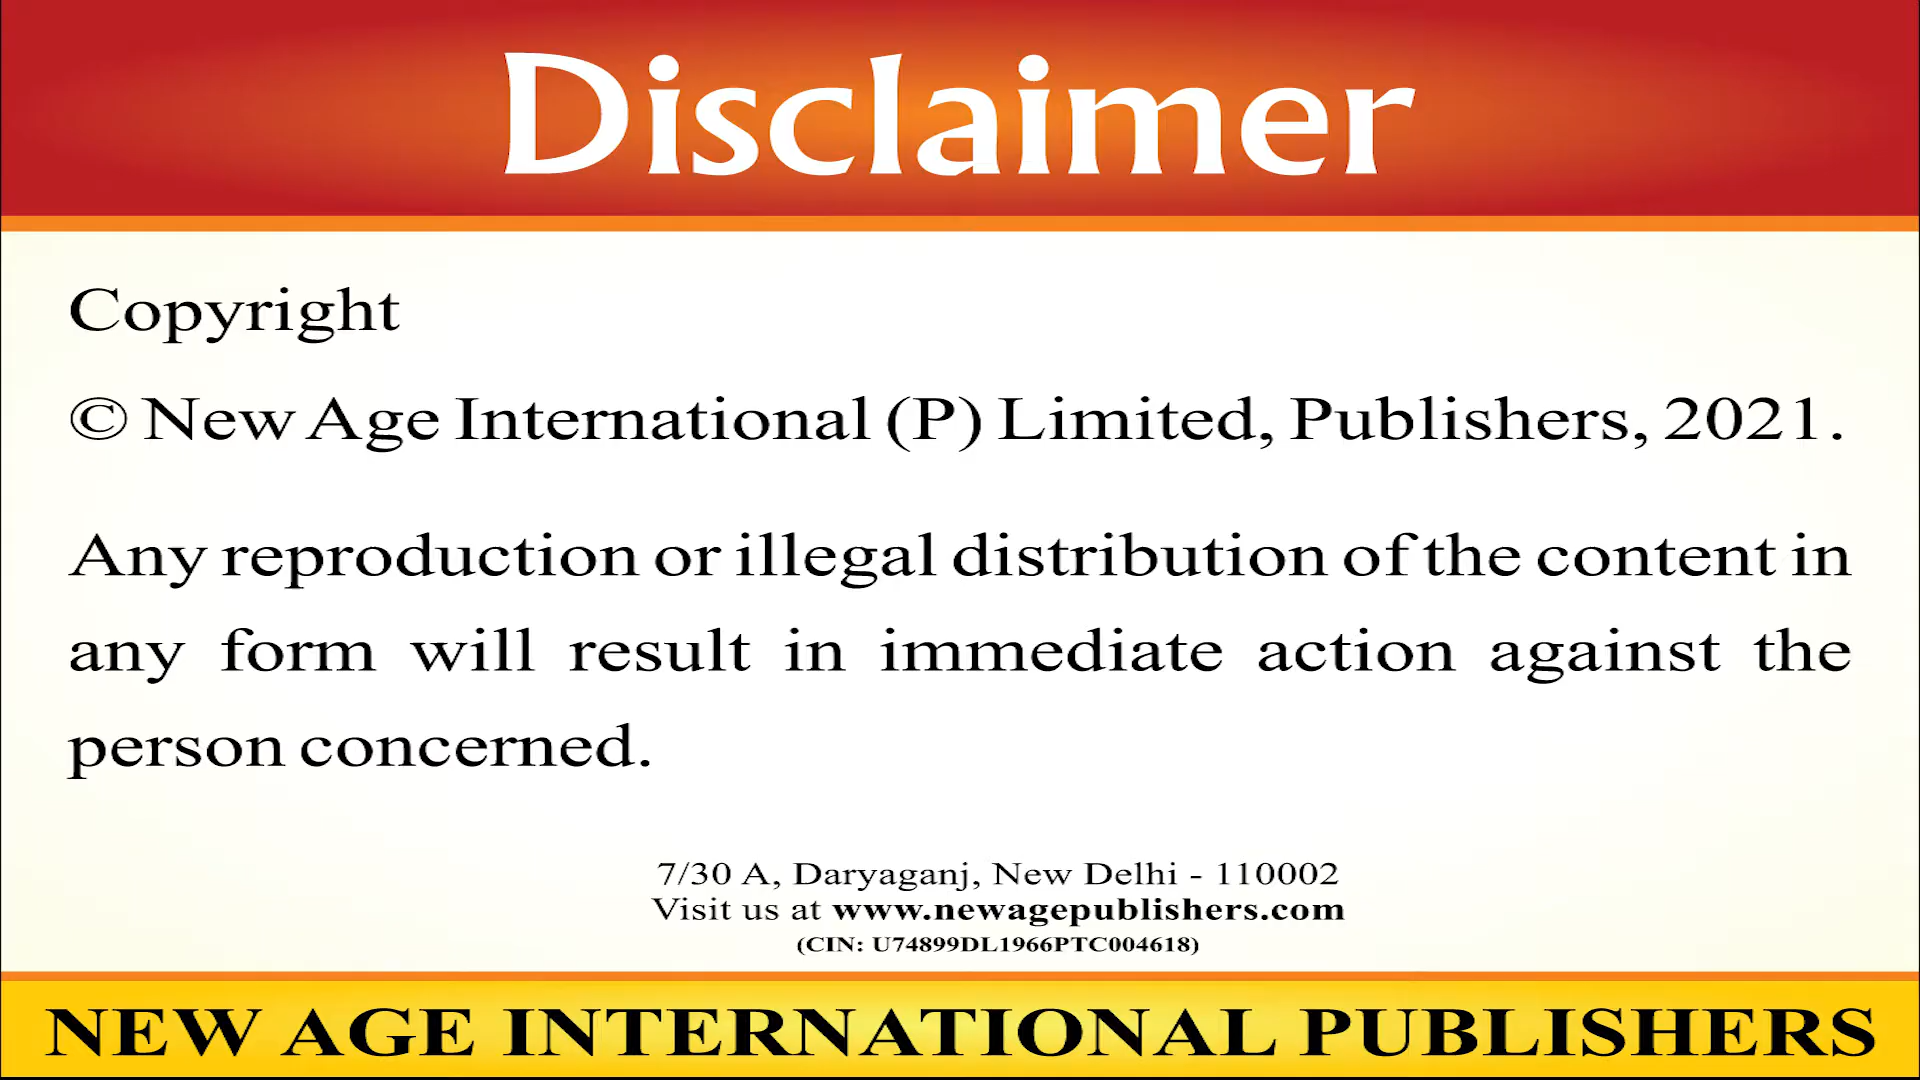 Disclaimer
Copyright
© New Age International (P) Limited, Publishers, 2021.
Any reproduction or illegal distribution of the content in
any form will result in immediate action against the
person concerned.
7/30 A, Daryaganj, New Delhi - 110002
Visit us at www.newagepublishers.com
(CIN: U74899DL1966PTC004618)
NEW AGE INTERNATIONAL PUBLISHERS